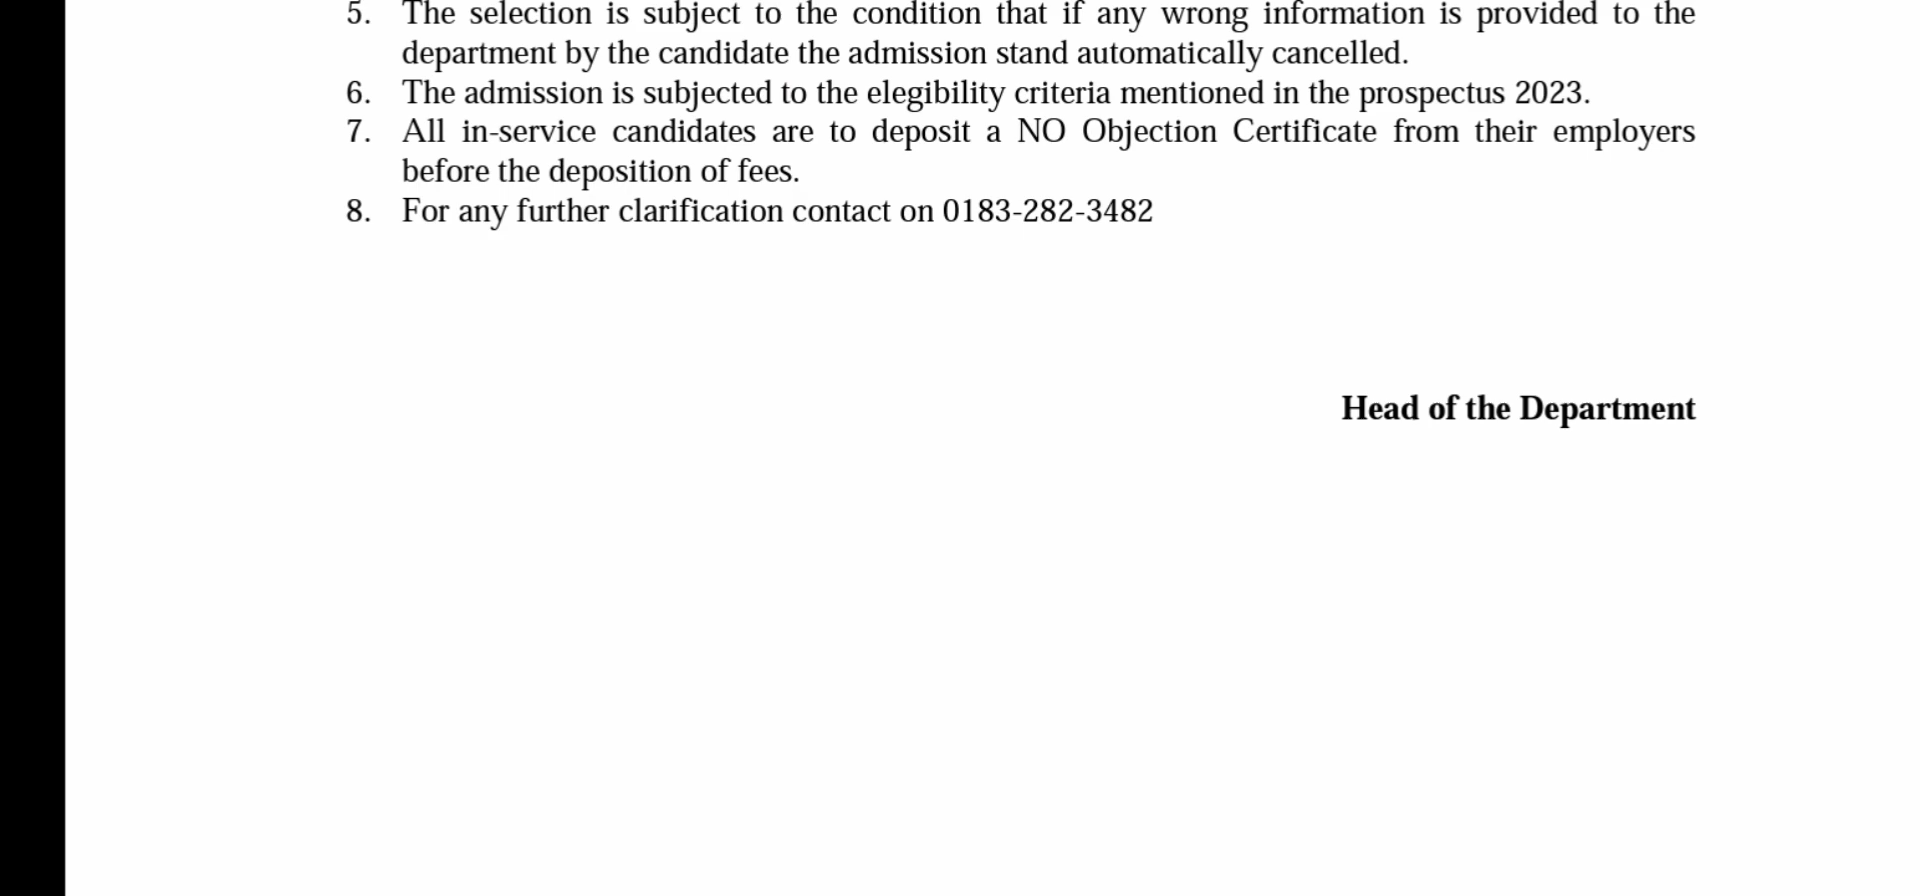 5. The selection is subject to the condition that if any wrong information is provided to the
department by the candidate the admission stand automatically cancelled.
6. The admission is subjected to the elegibility criteria mentioned in the prospectus 2023.
7. All in-service candidates are to deposit a NO Objection Certificate from their employers
before the deposition of fees.
8. For any further clarification contact on 0183-282-3482
Head of the Department